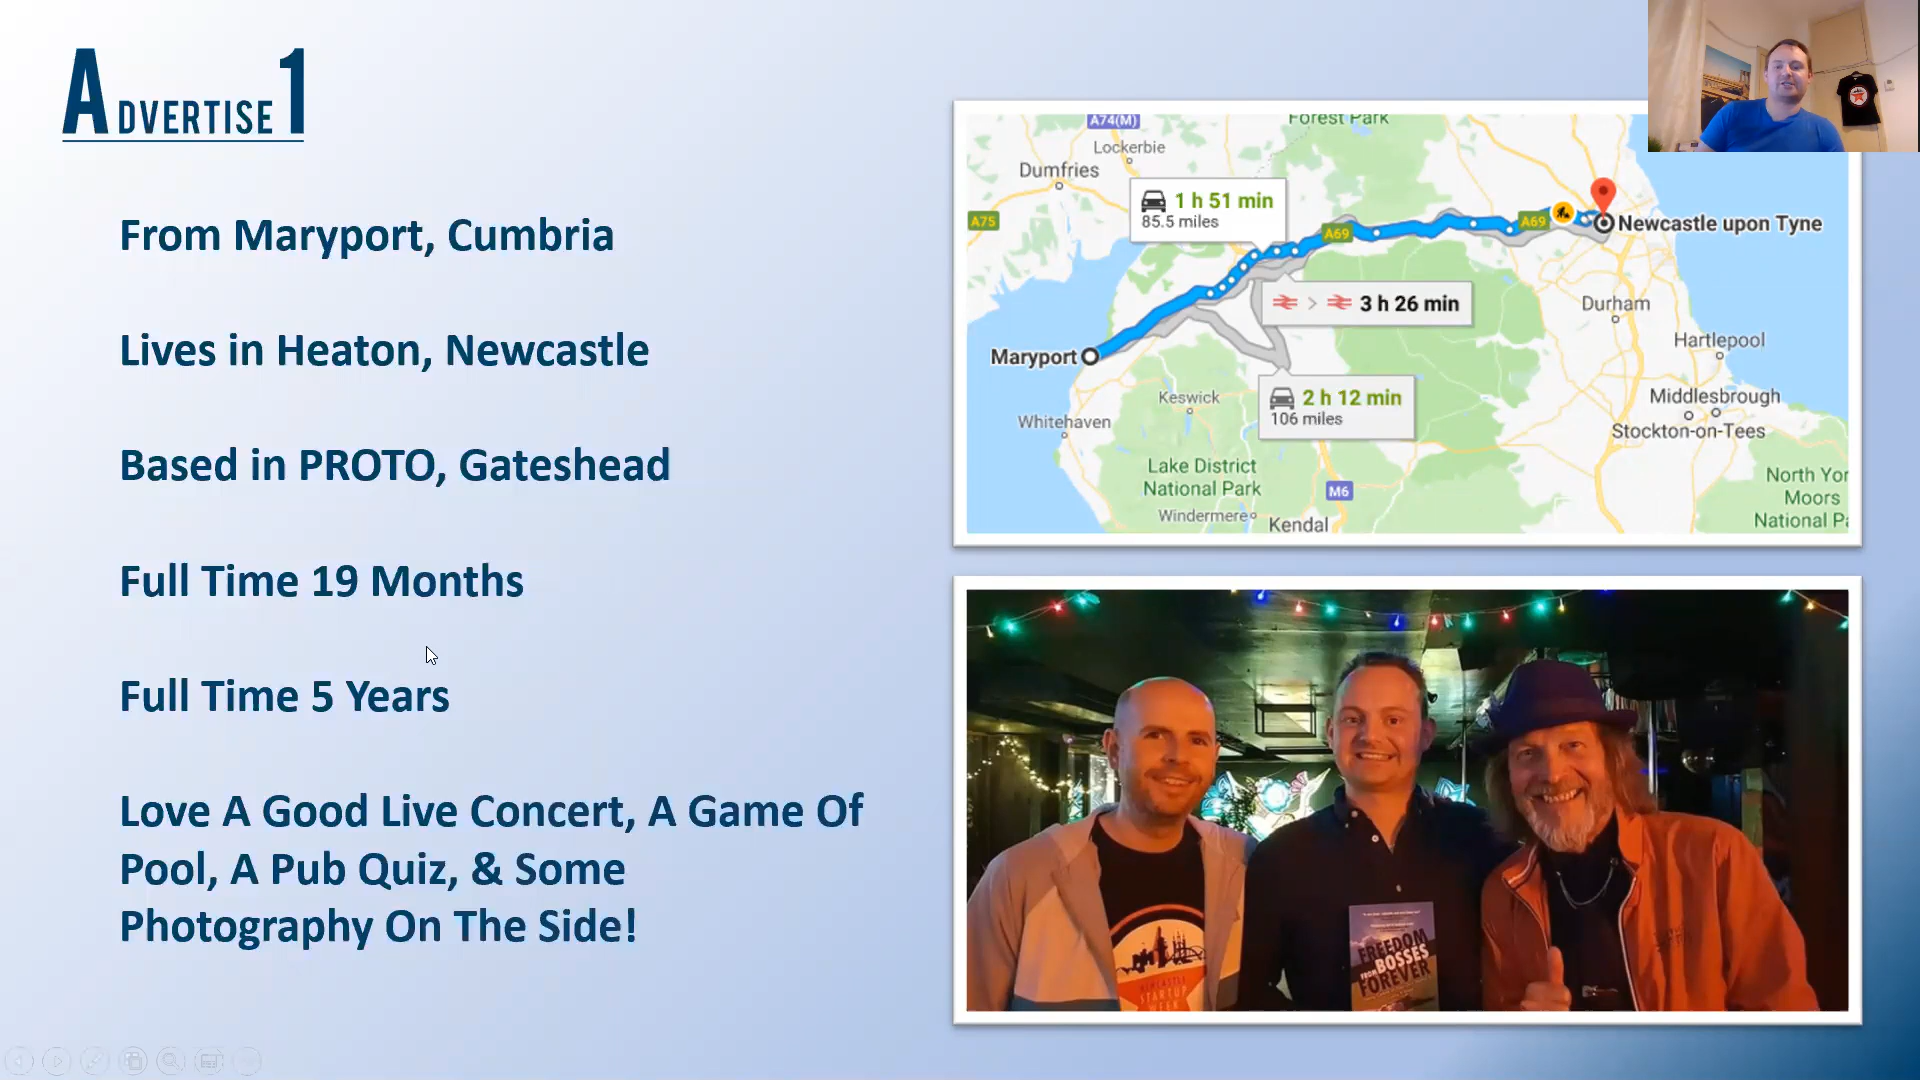 ADVERTISE 1
From Maryport, Cumbria
Lives in Heaton, Newcastle
Based in PROTO, Gateshead
Full Time 19 Months
Full Time 5 Years
Love A Good Live Concert, A Game Of
Pool, A Pub Quiz, & Some
Photography On The Side!
A74(M)
Forest Park
Lockerbie
Dumfries
1 h 51 min
85.5 miles
A75
A69
A69
Newcastle upon Tyne
3 h 26 min
Durham
Maryport
Hartlepool
2 h 12 min
106 miles
Keswick
Whitehaven
Middlesbrough
Stockton-on-Tees
Lake District
National Park
M6
North Yor
Moors
National P
Windermere
Kendal
FREEDOM
FROM BOSSES
FOREVER
NEWCASTLE
STARTUP
WEEK